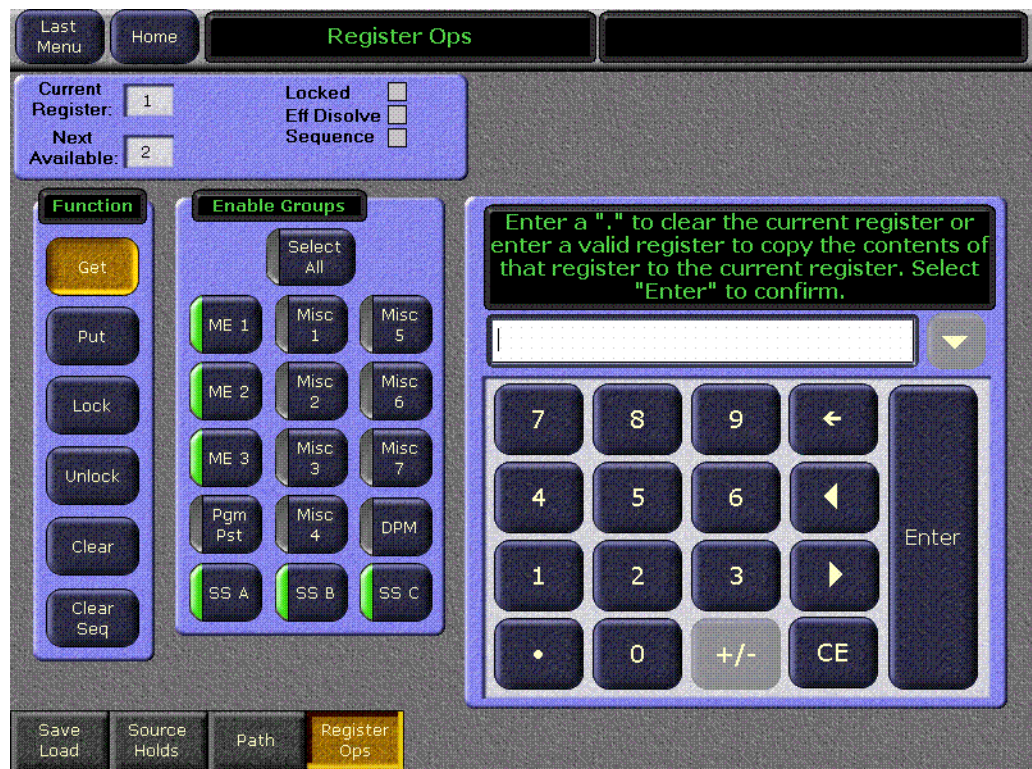 Last
Menu
Home
Register Ops
Current
Register:
1
Next
Available:
2
Locked
Eff Disolve
Sequence
Function
Get
Put
Lock
Unlock
Clear
Clear
Seq
Enable Groups
Select
All
ME 1
Misc
1
Misc
5
ME 2
Misc
2
Misc
6
ME 3
Misc
3
Misc
7
Pgm
Pst
Misc
4
DPM
SS A
SS B
SS C
Enter a "." to clear the current register or
enter a valid register to copy the contents of
that register to the current register. Select
"Enter" to confirm.
7
8
9
4
5
6
1
2
3
•
0
+/-
CE
Enter
Save
Load
Source
Holds
Path
Register
Ops